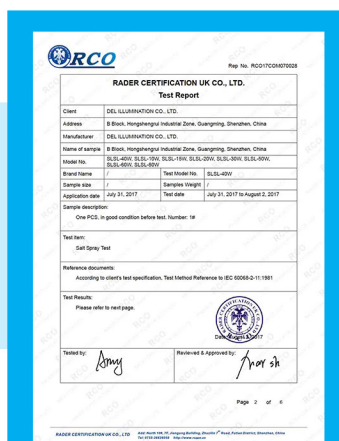 RCO
Rep No. RCO17COM070028
RADER CERTIFICATION UK CO., LTD.
Test Report
Client DEL ILLUMINATION CO., LTD.
Address B Block, Hongshengrui Industrial Zone, Guangming, Shenzhen, China
Manufacturer DEL ILLUMINATION CO., LTD.
Name of sample B Block, Hongshengrui Industrial Zone, Guangming, Shenzhen, China
Model No. SLSL-40W, SLSL-10W, SLSL-15W, SLSL-20W, SLSL-30W, SLSL-50W,
SLSL-60W, SLSL-80W
Brand Name / Test Model No. SLSL-40W
Sample size / Samples Weight /
Application date July 31, 2017 Test date July 31, 2017 to August 2, 2017
Sample description:
One PCS, in good condition before test. Number: 1#
Test Item:
Salt Spray Test
Reference documents:
According to client's test specification, Test Method Reference to IEC 60068-2-11:1981
Test Results:
Please refer to next page.
Tested by: Amy Reviewed & Approved by:
Page 2 of 6
RADER CERTIFICATION UK CO., LTD